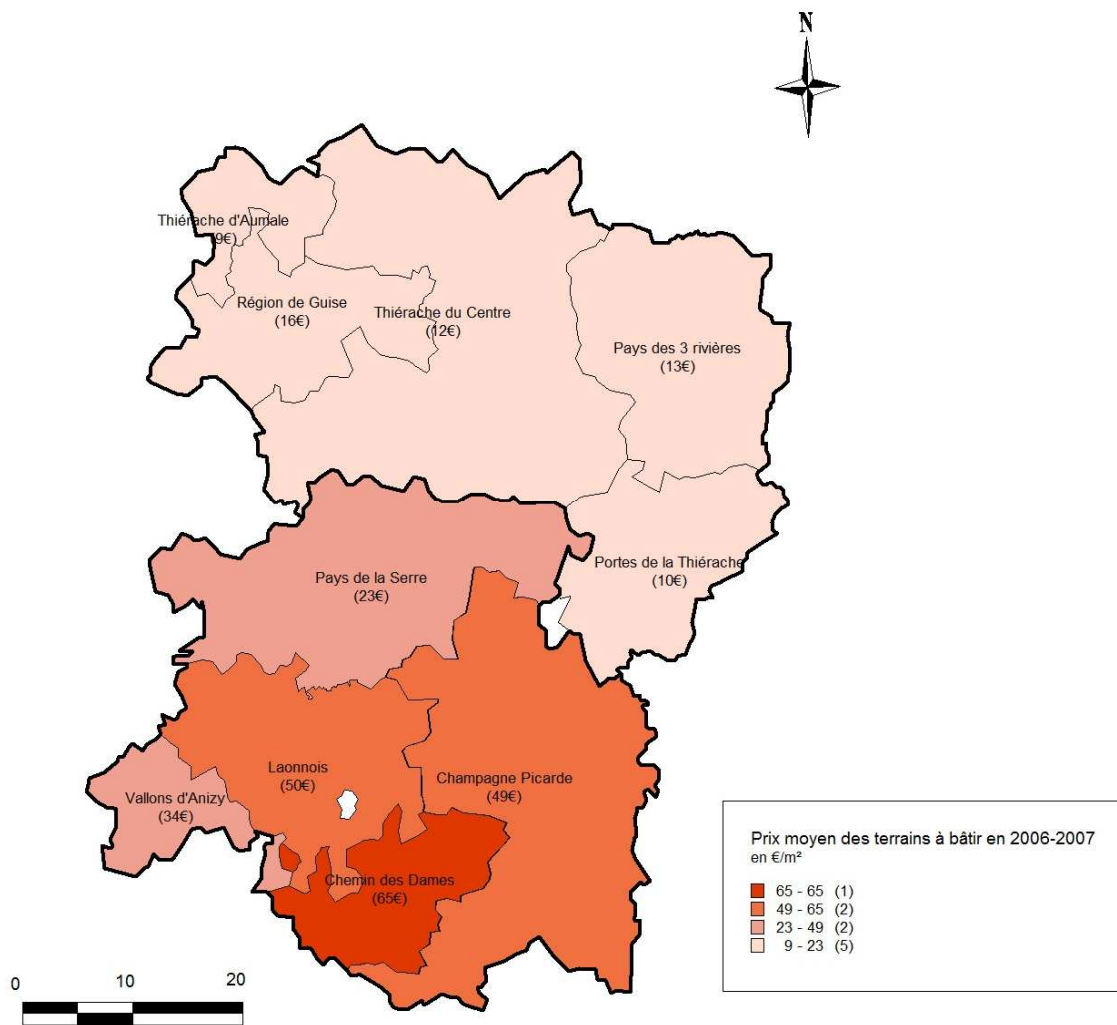 N
Thiérache d'Aumale
(9€)
Région de Guise
(16€)
Thiérache du Centre
(12€)
Pays des 3 rivières
(13€)
Portes de la Thiérache
(10€)
Pays de la Serre
(23€)
Laonnois
(50€)
Champagne Picarde
(49€)
Vallons d'Anizy
(34€)
Chemin des Dames
(65€)
Prix moyen des terrains à bâtir en 2006-2007
en €/m²
65 - 65 (1)
49 - 65 (2)
23 - 49 (2)
9 - 23 (5)
0 10 20